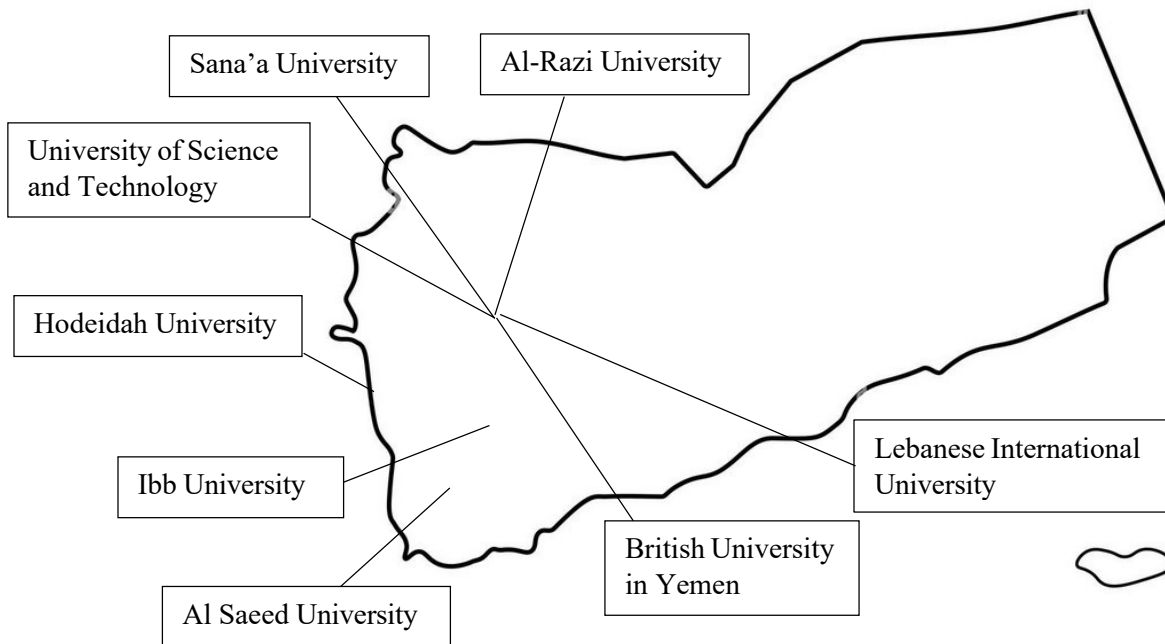 Sana’a University
Al-Razi University
University of Science
and Technology
Hodeidah University
Ibb University
Lebanese International
University
British University
in Yemen
Al Saeed University